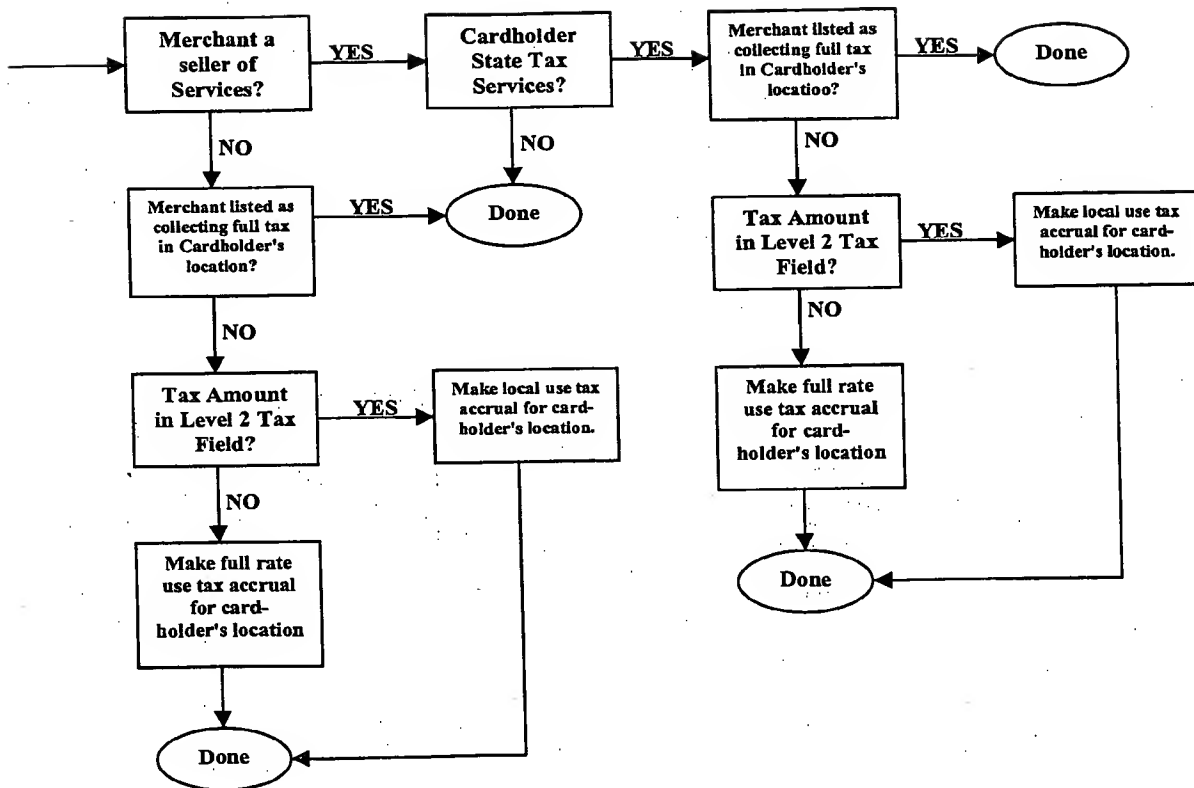 Merchant a
seller of
Services?
YES
Cardholder
State Tax
Services?
YES
Merchant listed as
collecting full tax
in Cardholder's
locatioo?
YES
Done
NO
NO
NO
Merchant listed as
collecting full tax
in Cardholder's
location?
YES
Done
Tax Amount
in Level 2 Tax
Field?
YES
Make local use tax
accrual for card-
holder's location.
NO
NO
Tax Amount
in Level 2 Tax
Field?
YES
Make local use tax
accrual for card-
holder's location.
Make full rate
use tax accrual
for card-
holder's location
NO
Make full rate
use tax accrual
for card-
holder's location
Done
Done